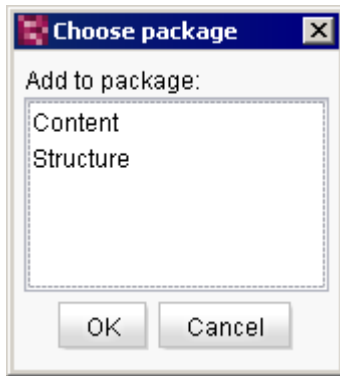 Choose package
Add to package:
Content
Structure
OK Cancel